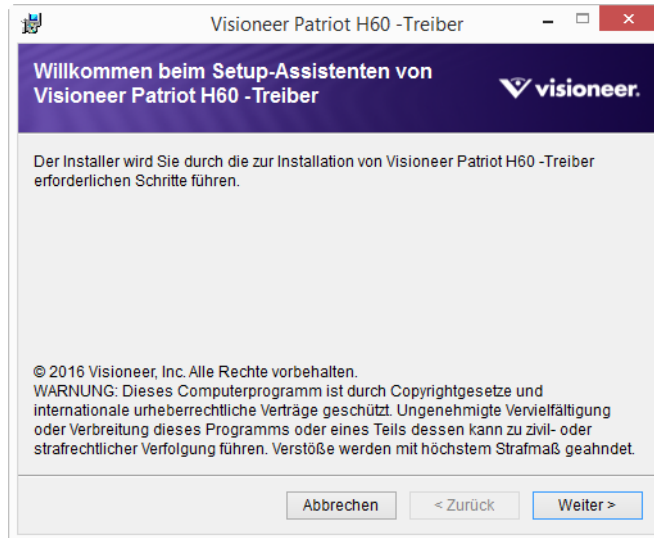 Visioneer Patriot H60 -Treiber
Willkommen beim Setup-Assistenten von
Visioneer Patriot H60 -Treiber
visioneer.
Der Installer wird Sie durch die zur Installation von Visioneer Patriot H60 -Treiber
erforderlichen Schritte führen.
© 2016 Visioneer, Inc. Alle Rechte vorbehalten.
WARNUNG: Dieses Computerprogramm ist durch Copyrightgesetze und
internationale urheberrechtliche Verträge geschützt. Ungenehmigte Vervielfältigung
oder Verbreitung dieses Programms oder eines Teils dessen kann zu zivil- oder
strafrechtlicher Verfolgung führen. Verstöße werden mit höchstem Strafmaß geahndet.
Abbrechen
< Zurück
Weiter >